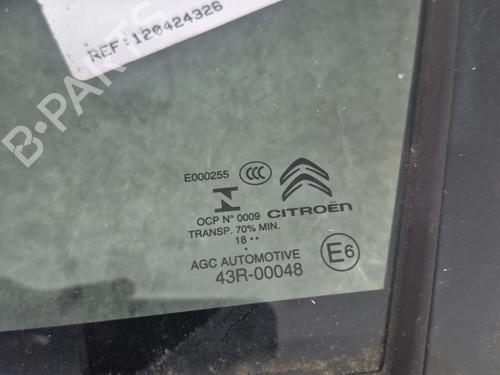 REF:120424326
B-PARTS
E000255 CCC
N
OCP N° 0009 CITROËN
TRANSP. 70% MIN.
18 ••
•
AGC AUTOMOTIVE E6
43R-00048